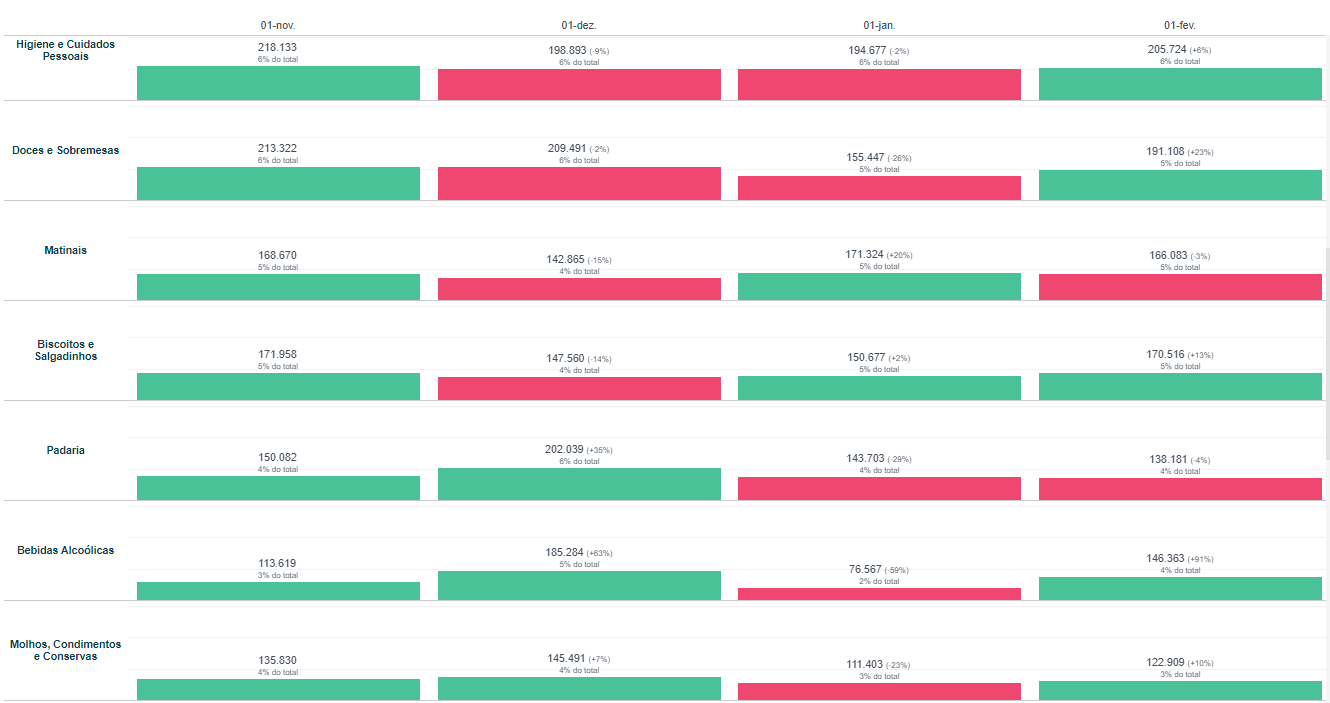 01-nov. 01-dez. 01-jan. 01-fev.
Higiene e Cuidados
Pessoais
218.133 198.893 (-9%) 194.677 (-2%) 205.724 (+6%)
6% do total 6% do total 6% do total 6% do total
Doces e Sobremesas
213.322 209.491 (-2%) 155.447 (-26%) 191.108 (+23%)
6% do total 6% do total 5% do total 5% do total
Matinais
168.670 142.865 (-15%) 171.324 (+20%) 166.083 (-3%)
5% do total 4% do total 5% do total 5% do total
Biscoitos e
Salgadinhos
171.958 147.560 (-14%) 150.677 (+2%) 170.516 (+13%)
5% do total 4% do total 5% do total 5% do total
Padaria
150.082 202.039 (+35%) 143.703 (-29%) 138.181 (-4%)
4% do total 6% do total 4% do total 4% do total
Bebidas Alcoólicas
113.619 185.284 (+63%) 76.567 (-59%) 146.363 (+91%)
3% do total 5% do total 2% do total 4% do total
Molhos, Condimentos
e Conservas
135.830 145.491 (+7%) 111.403 (-23%) 122.909 (+10%)
4% do total 4% do total 3% do total 3% do total